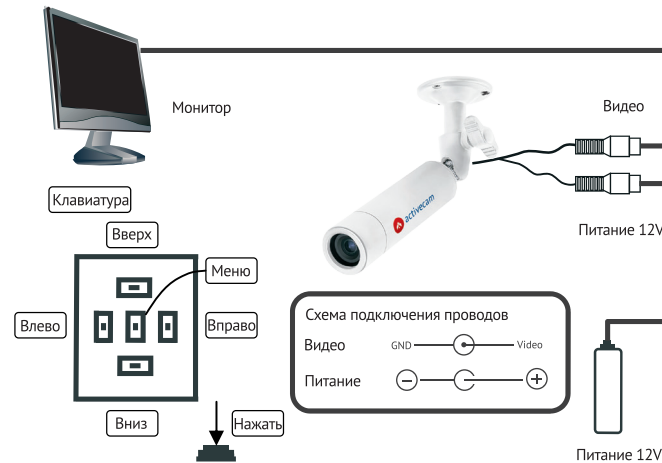 Монитор
Видео
activecam
Питание 12V
Клавиатура
Вверх
Меню
Влево
Вправо
Вниз
Нажать
Схема подключения проводов
Видео GND Video
Питание − +
Питание 12V